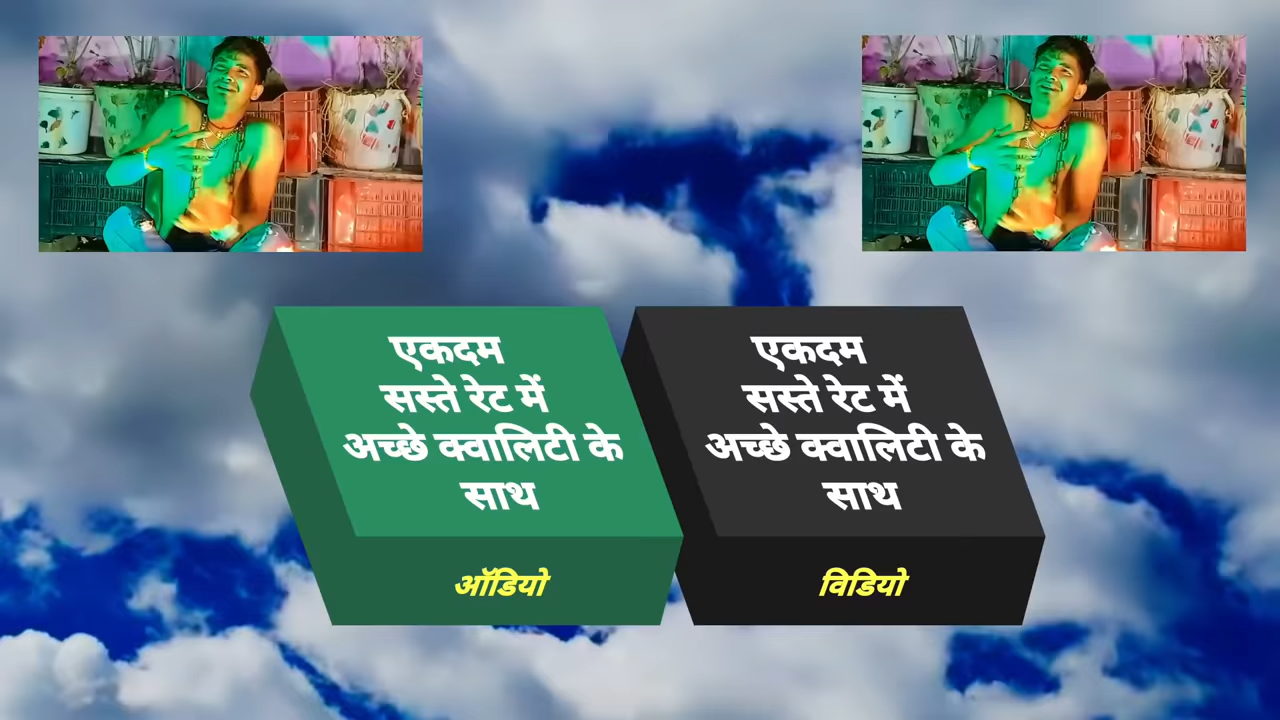 एकदम
सस्ते रेट में
अच्छे क्वालिटी के
साथ
ऑडियो
एकदम
सस्ते रेट में
अच्छे क्वालिटी के
साथ
विडियो